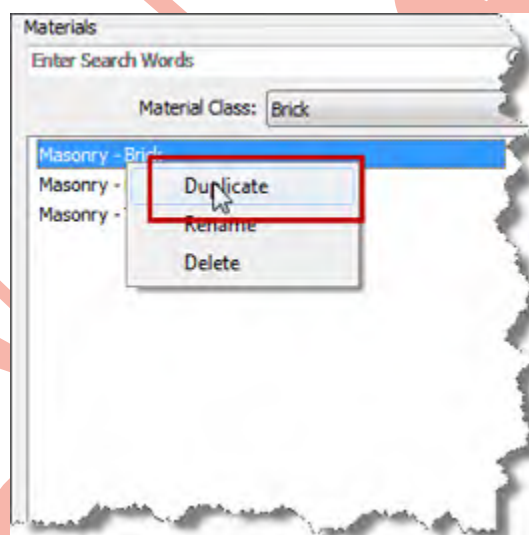 Materials
Enter Search Words
Material Class: Brick
Masonry - Brick
Masonry -
Masonry -
Duplicate
Rename
Delete